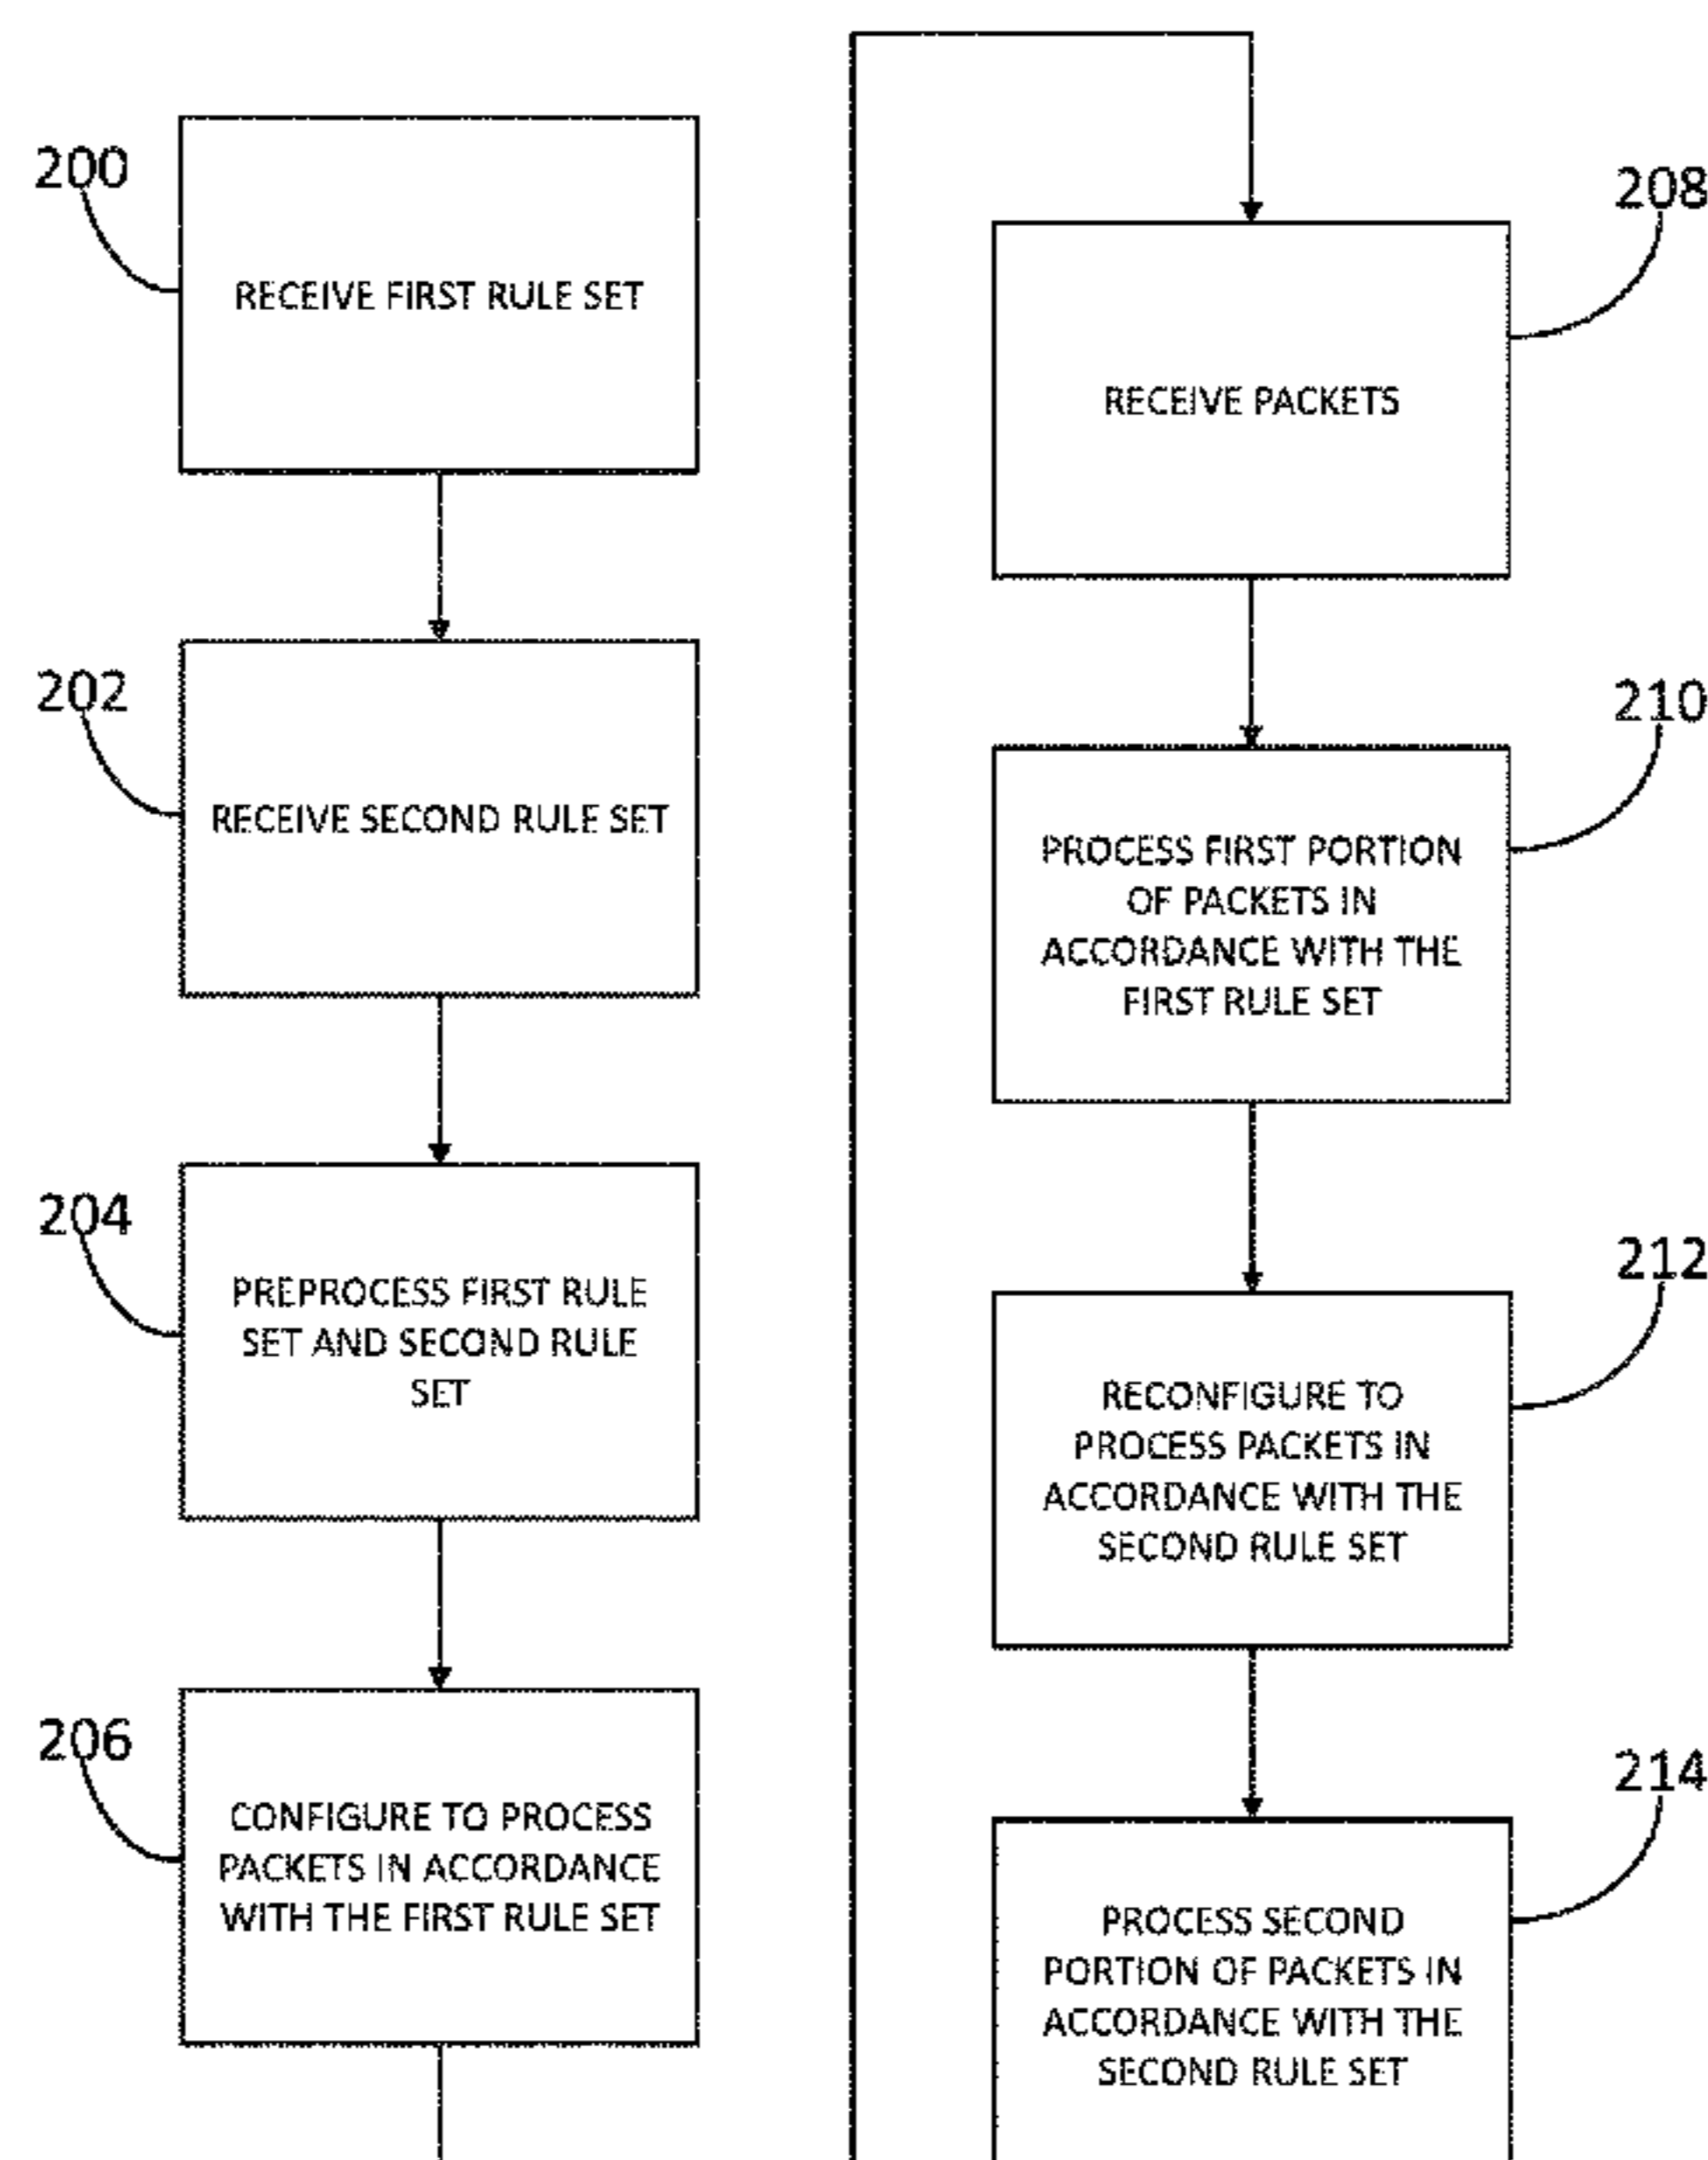 200
RECEIVE FIRST RULE SET
202
RECEIVE SECOND RULE SET
204
PREPROCESS FIRST RULE
SET AND SECOND RULE
SET
206
CONFIGURE TO PROCESS
PACKETS IN ACCORDANCE
WITH THE FIRST RULE SET
208
RECEIVE PACKETS
210
PROCESS FIRST PORTION
OF PACKETS IN
ACCORDANCE WITH THE
FIRST RULE SET
212
RECONFIGURE TO
PROCESS PACKETS IN
ACCORDANCE WITH THE
SECOND RULE SET
214
PROCESS SECOND
PORTION OF PACKETS IN
ACCORDANCE WITH THE
SECOND RULE SET